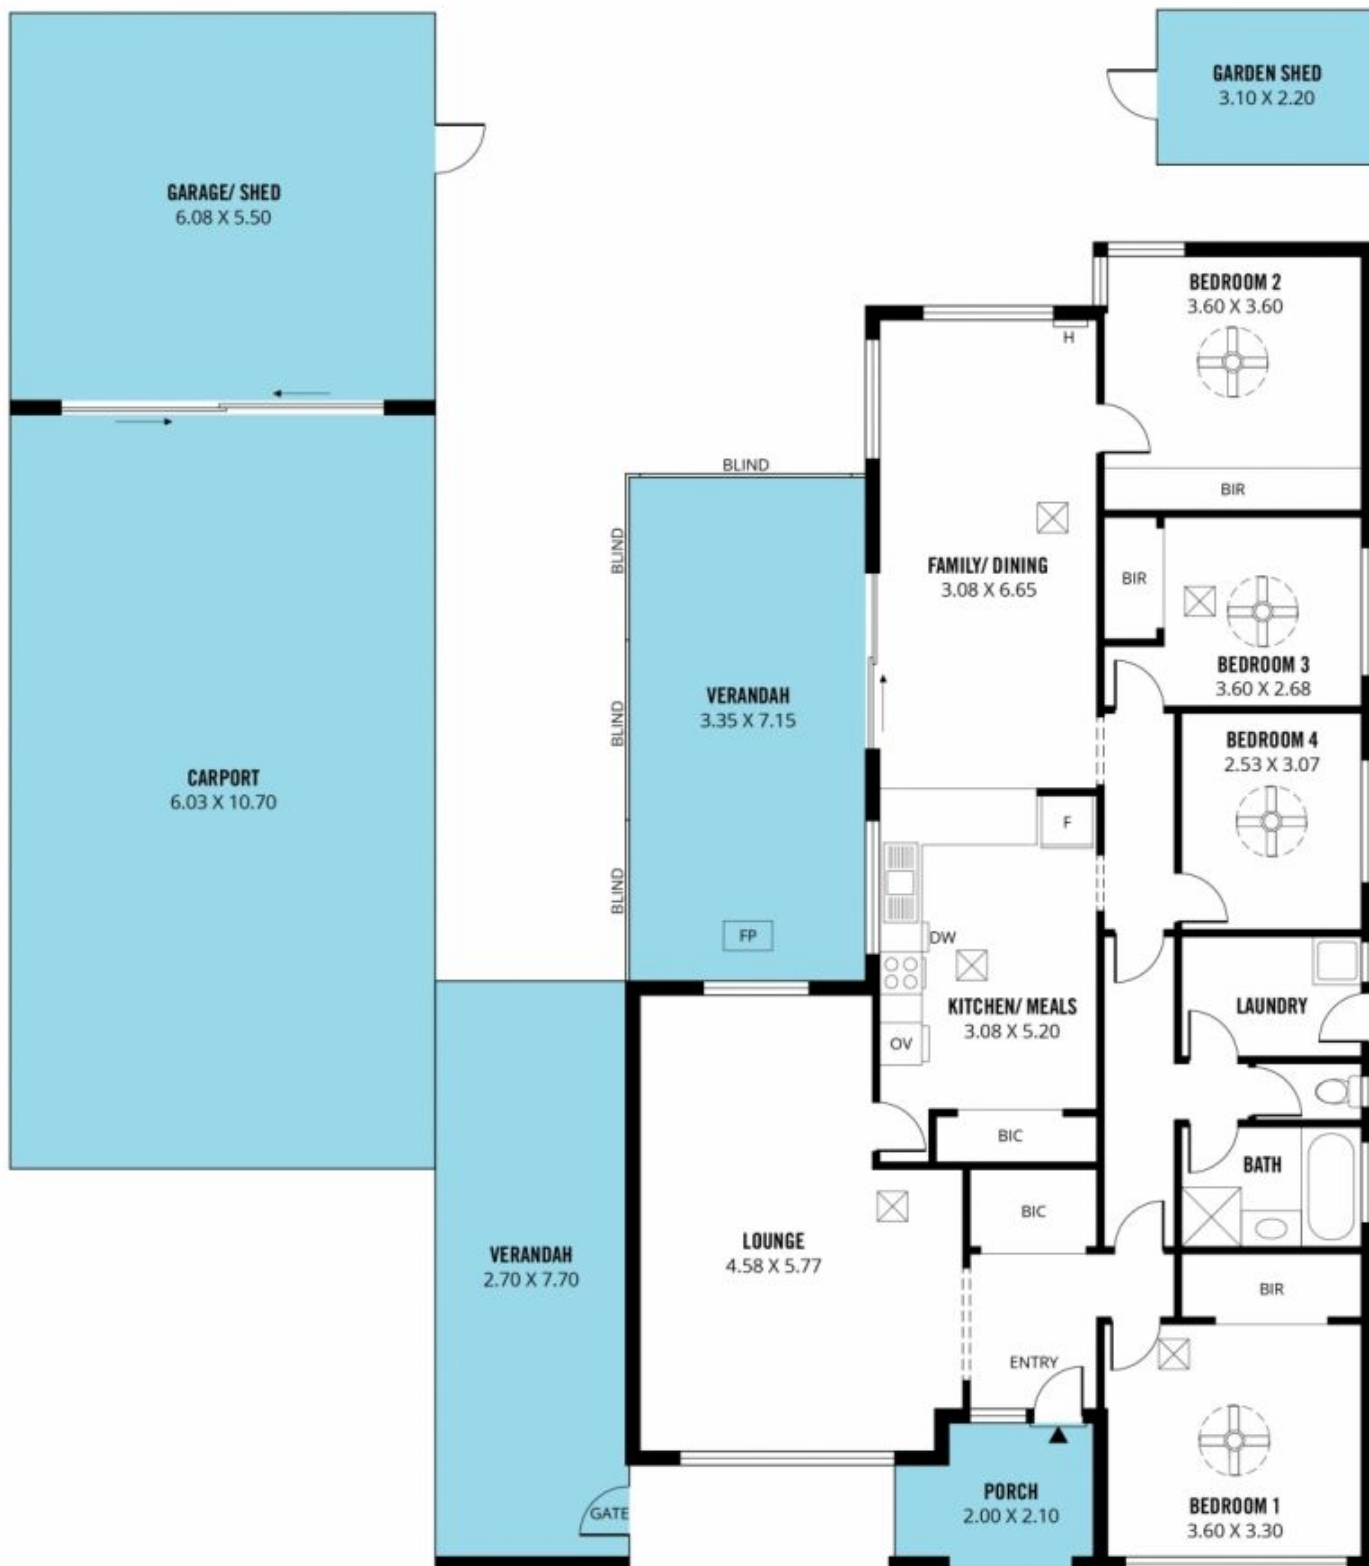 GARDEN SHED
3.10 X 2.20
GARAGE/ SHED
6.08 X 5.50
BEDROOM 2
3.60 X 3.60
H
BLIND
BIR
BLIND
FAMILY/ DINING
3.08 X 6.65
BIR
BEDROOM 3
3.60 X 2.68
VERANDAH
3.35 X 7.15
BLIND
BEDROOM 4
2.53 X 3.07
CARPORT
6.03 X 10.70
F
BLIND
FP
DW
KITCHEN/ MEALS
3.08 X 5.20
LAUNDRY
OV
BIC
BATH
BIC
LOUNGE
4.58 X 5.77
VERANDAH
2.70 X 7.70
BIR
ENTRY
PORCH
2.00 X 2.10
BEDROOM 1
3.60 X 3.30
GATE